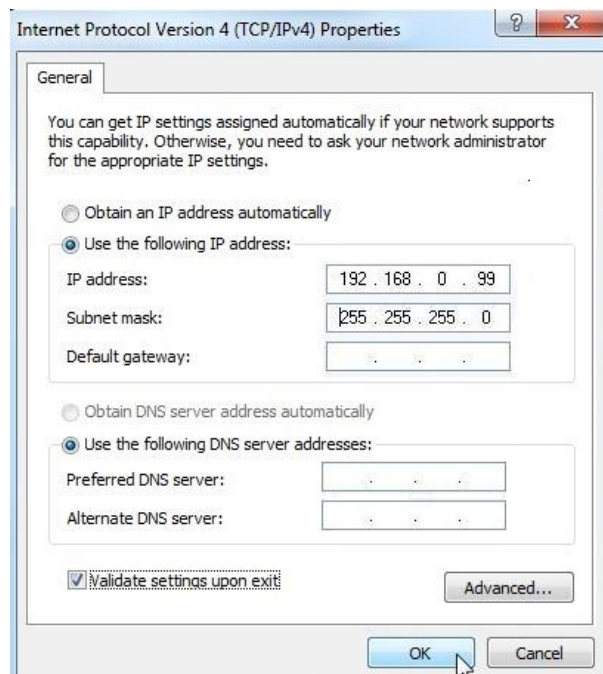 Internet Protocol Version 4 (TCP/IPv4) Properties
?
X
General
You can get IP settings assigned automatically if your network supports
this capability. Otherwise, you need to ask your network administrator
for the appropriate IP settings.
Obtain an IP address automatically
Use the following IP address:
IP address: 192 . 168 . 0 . 99
Subnet mask: 255 . 255 . 255 . 0
Default gateway: . . .
Obtain DNS server address automatically
Use the following DNS server addresses:
Preferred DNS server: . . .
Alternate DNS server: . . .
Validate settings upon exit
Advanced...
OK Cancel